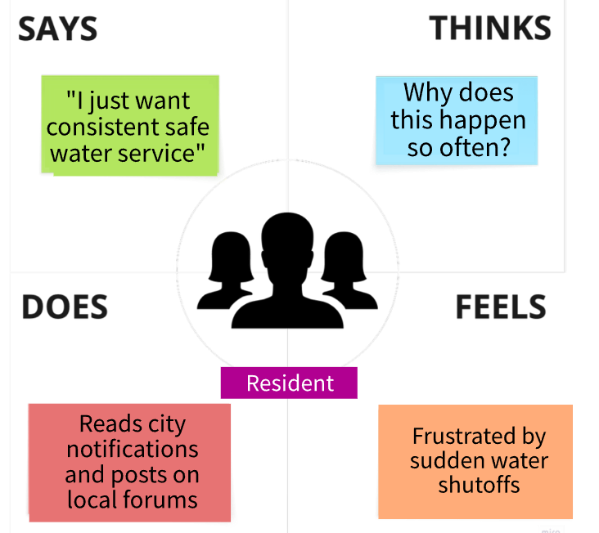 SAYS
THINKS
"I just want
consistent safe
water service"
Why does
this happen
so often?
DOES
FEELS
Resident
Reads city
notifications
and posts on
local forums
Frustrated by
sudden water
shutoffs